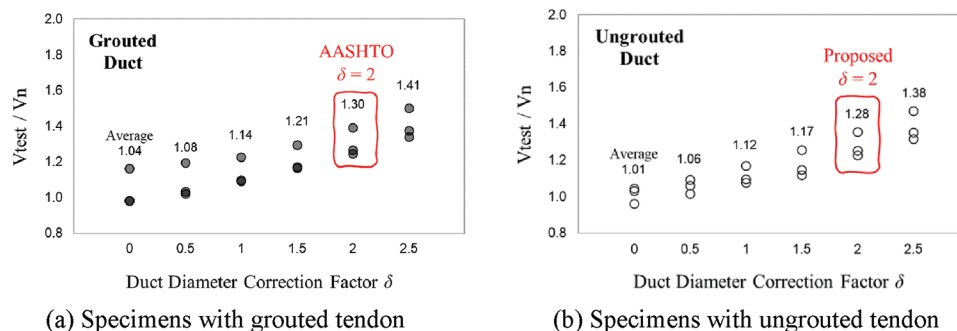 2.0
1.8
1.6
1.4
1.2
1.0
0.8
Vtest / Vn
Grouted
Duct
AASHTO
δ = 2
Average
1.04
1.08
1.14
1.21
1.30
1.41
0
0.5
1
1.5
2
2.5
Duct Diameter Correction Factor δ
(a) Specimens with grouted tendon
2.0
1.8
1.6
1.4
1.2
1.0
0.8
Vtest / Vn
Ungrouted
Duct
Proposed
δ = 2
Average
1.01
1.06
1.12
1.17
1.28
1.38
0
0.5
1
1.5
2
2.5
Duct Diameter Correction Factor δ
(b) Specimens with ungrouted tendon